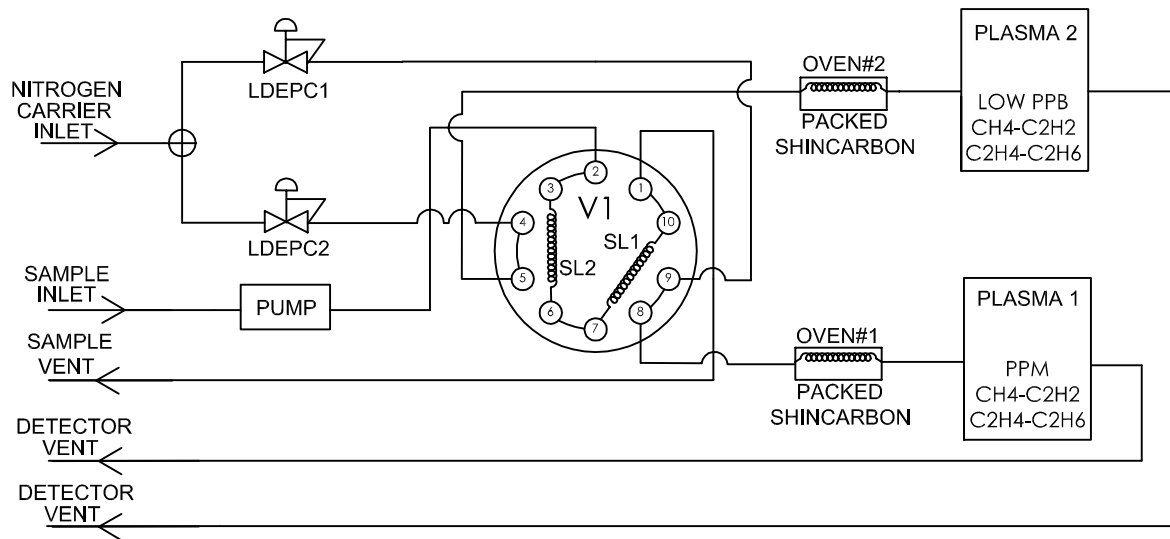 NITROGEN
CARRIER
INLET
LDEPC1
LDEPC2
SAMPLE
INLET
PUMP
SAMPLE
VENT
DETECTOR
VENT
DETECTOR
VENT
V1
SL1
SL2
1
2
3
4
5
6
7
8
9
10
OVEN#2
PACKED
SHINCARBON
PLASMA 2
LOW PPB
CH4-C2H2
C2H4-C2H6
OVEN#1
PACKED
SHINCARBON
PLASMA 1
PPM
CH4-C2H2
C2H4-C2H6